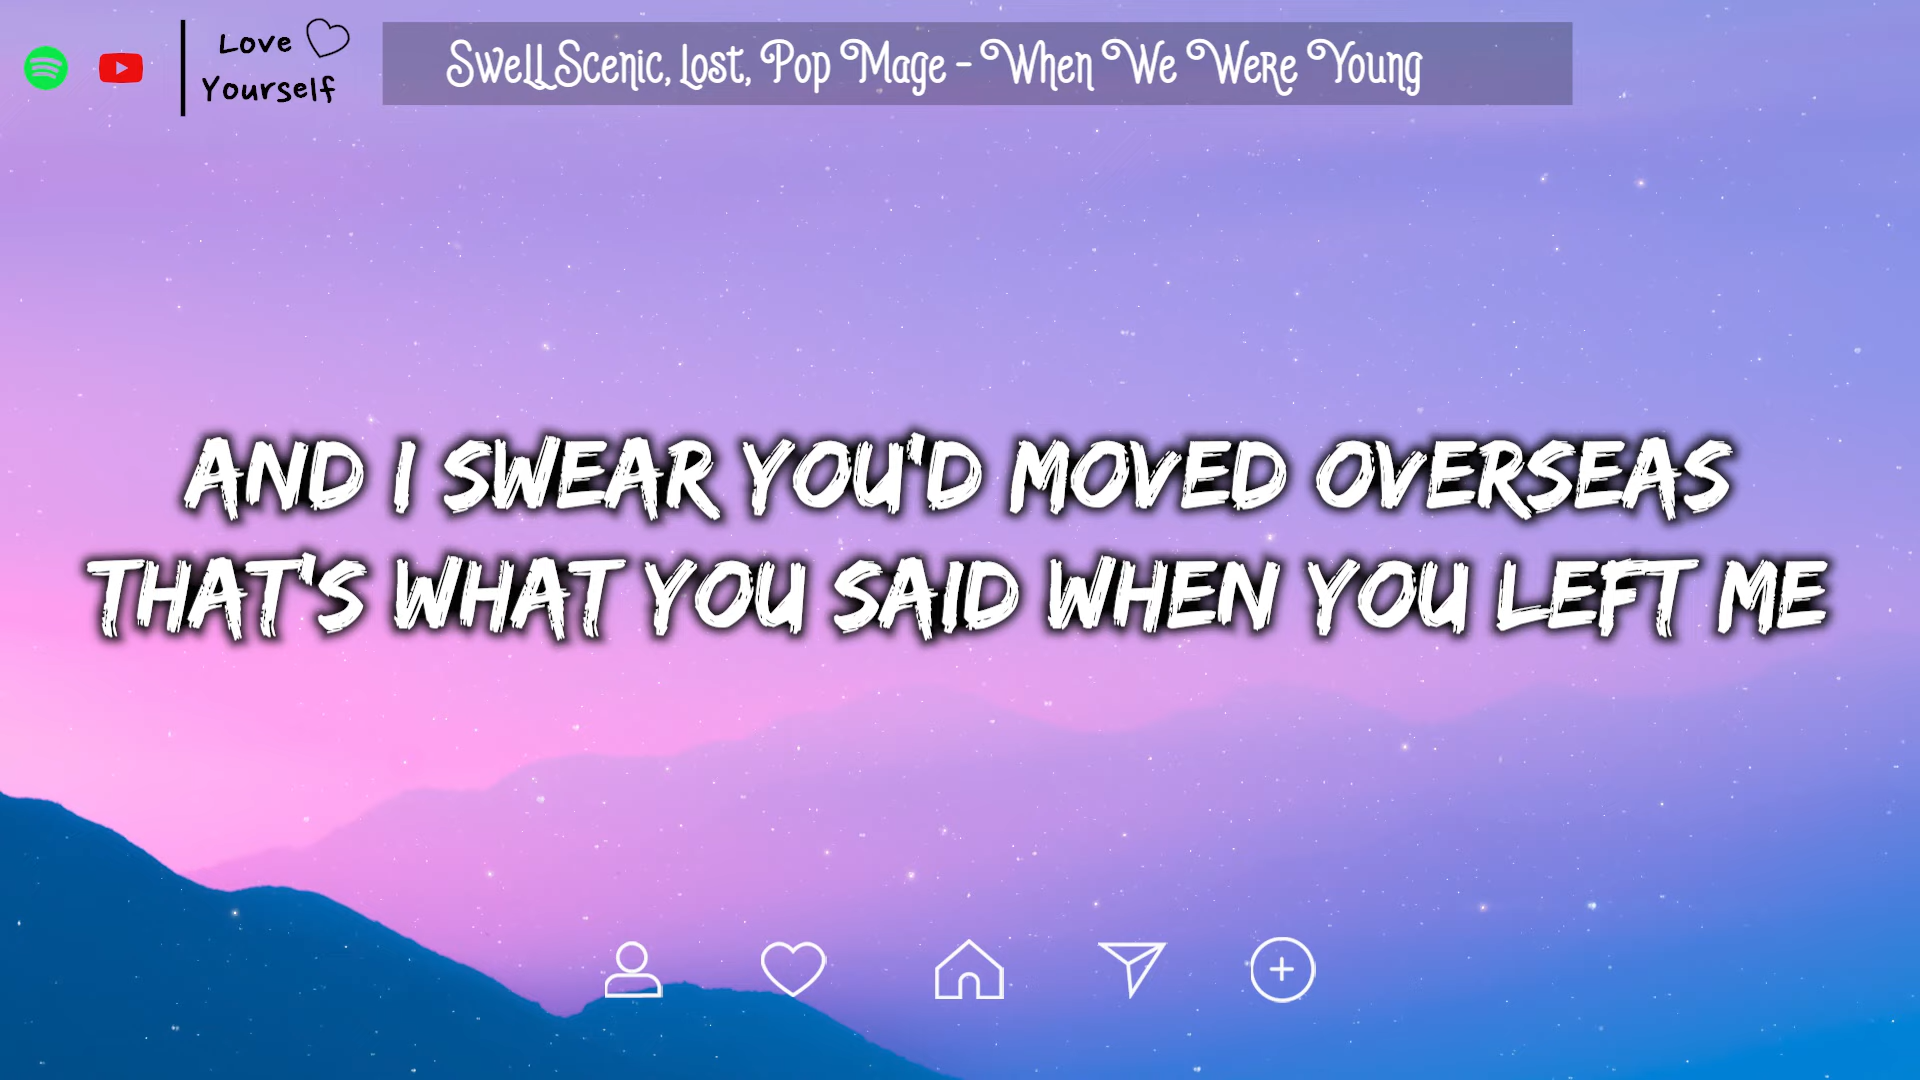 Love
Yourself
Swell Scenic, Lost, Pop Mage - When We Were Young
AND I SWEAR YOU'D MOVED OVERSEAS
THAT'S WHAT YOU SAID WHEN YOU LEFT ME